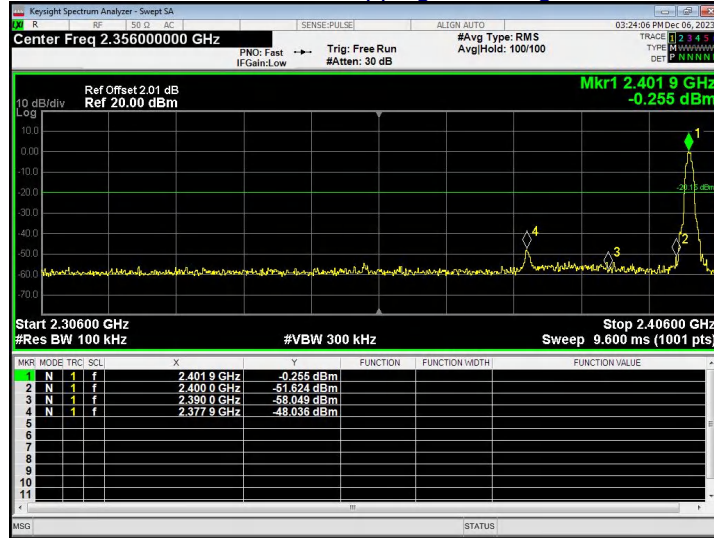 Keysight Spectrum Analyzer - Swept SA
R RF 50 Ω AC SENSE:PULSE ALIGN AUTO 03:24:06 PM Dec 06, 2023
Center Freq 2.356000000 GHz #Avg Type: RMS TRACE 1 2 3 4 5
PNO: Fast Trig: Free Run Avg|Hold: 100/100 TYPE M
IFGain:Low #Atten: 30 dB DET P N N N N
Mkr1 2.401 9 GHz
Ref Offset 2.01 dB
10 dB/div Ref 20.00 dBm -0.255 dBm
Log
10.0
1
0.00
-10.0
-20.0
-30.0
4
2
-40.0
3
-50.0
-60.0
-70.0
Start 2.30600 GHz Stop 2.40600 GHz
#Res BW 100 kHz #VBW 300 kHz Sweep 9.600 ms (1001 pts)
MKR MODE TRC SCL X Y FUNCTION FUNCTION WIDTH FUNCTION VALUE
1 N 1 f 2.401 9 GHz -0.255 dBm
2 N 1 f 2.400 0 GHz -51.624 dBm
3 N 1 f 2.390 0 GHz -58.049 dBm
4 N 1 f 2.377 9 GHz -48.036 dBm
5
6
7
8
9
10
11
MSG STATUS